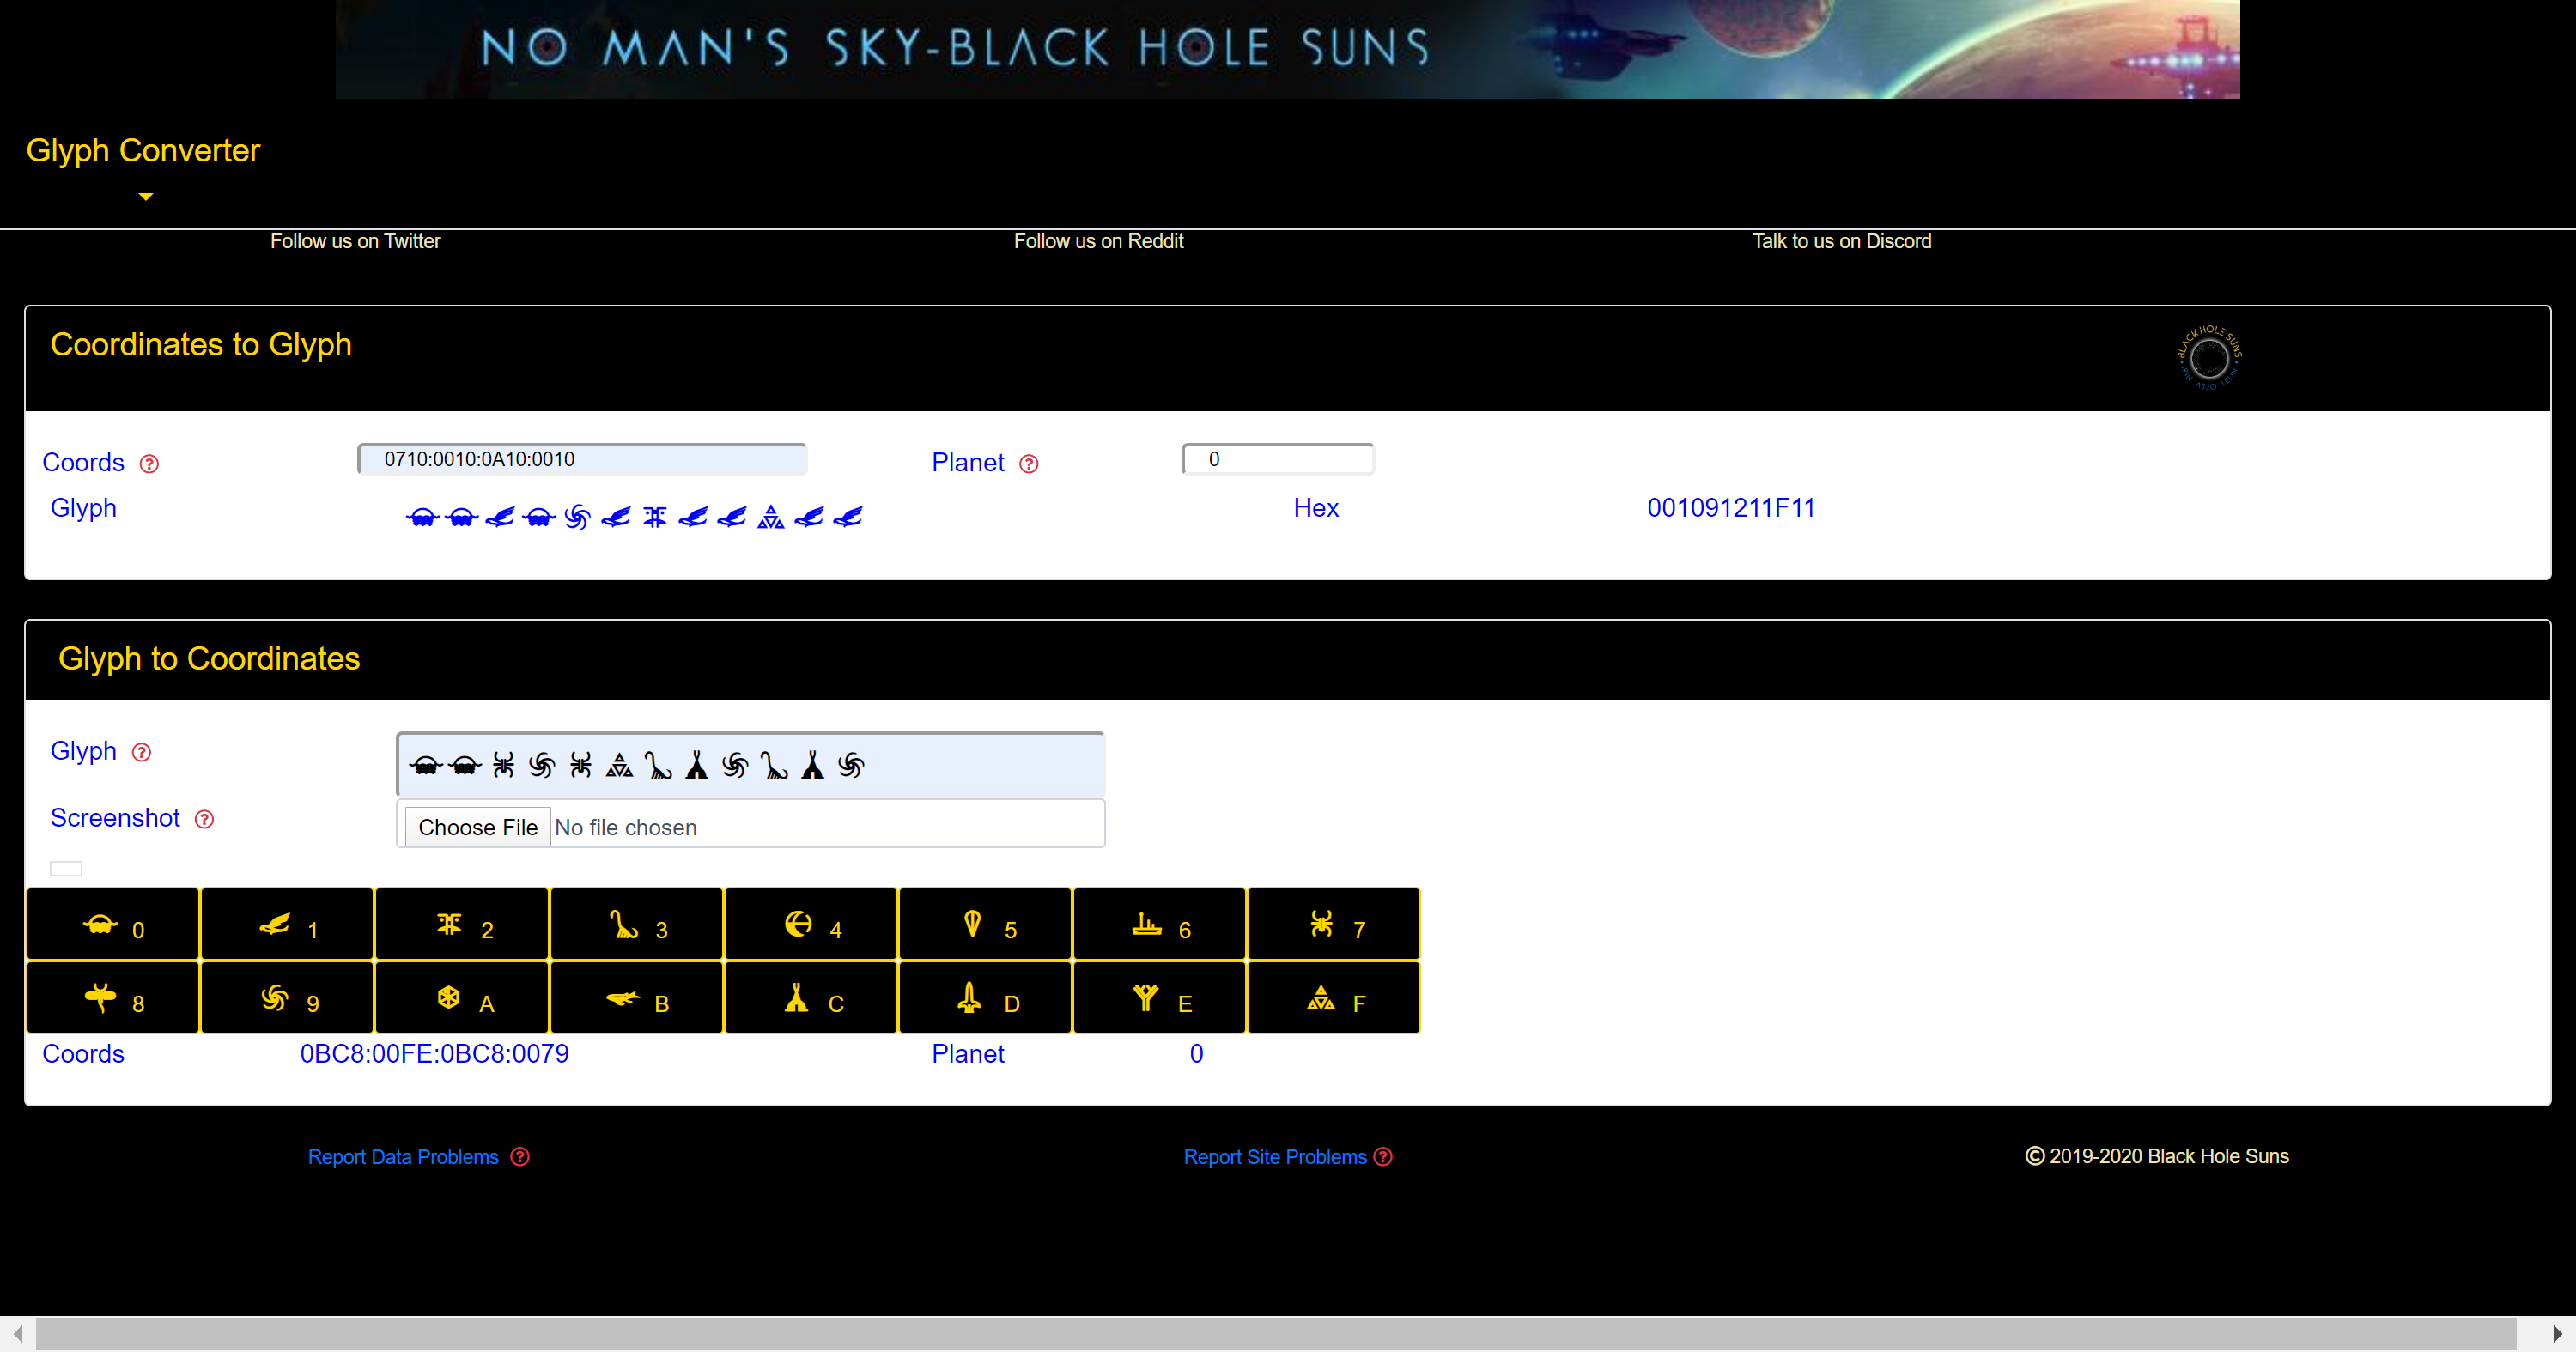 NO MAN'S SKY-BLACK HOLE SUNS
Glyph Converter
Follow us on Twitter
Follow us on Reddit
Talk to us on Discord
Coordinates to Glyph
BLACK HOLE SUNS
Coords
0710:0010:0A10:0010
Planet
0
Glyph
Hex
001091211F11
Glyph to Coordinates
Glyph
Screenshot
Choose File No file chosen
0 1 2 3 4 5 6 7
8 9 A B C D E F
Coords
0BC8:00FE:0BC8:0079
Planet
0
Report Data Problems
Report Site Problems
© 2019-2020 Black Hole Suns